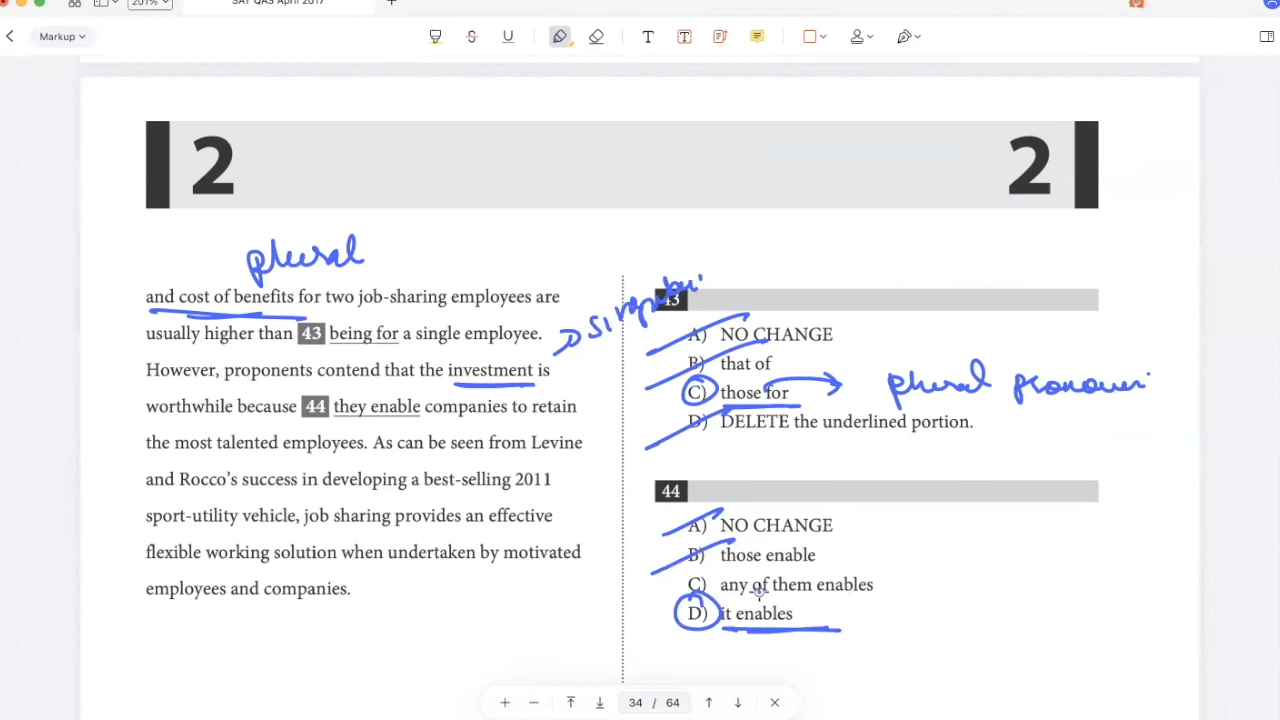 201%
SAT QAS April 2017
Markup
T
T
2
2
plural
and cost of benefits for two job-sharing employees are
usually higher than 43 being for a single employee.
However, proponents contend that the investment is
worthwhile because 44 they enable companies to retain
the most talented employees. As can be seen from Levine
and Rocco's success in developing a best-selling 2011
sport-utility vehicle, job sharing provides an effective
flexible working solution when undertaken by motivated
employees and companies.
singular
43
A) NO CHANGE
B) that of
C) those for
plural pronoun
D) DELETE the underlined portion.
44
A) NO CHANGE
B) those enable
C) any of them enables
D) it enables
34 / 64